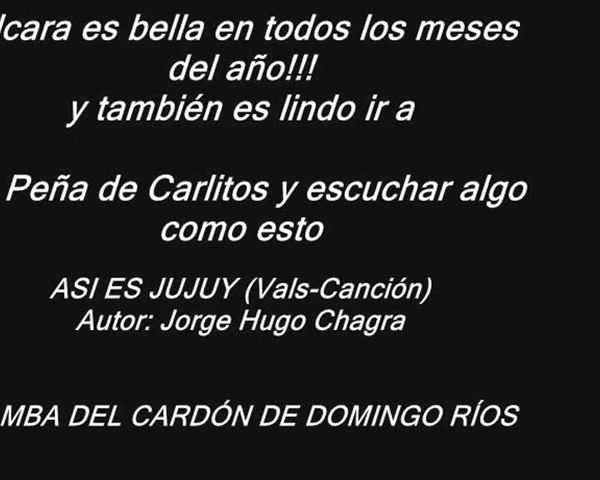 lcara es bella en todos los meses
del año!!!
y también es lindo ir a
Peña de Carlitos y escuchar algo
como esto
ASI ES JUJUY (Vals-Canción)
Autor: Jorge Hugo Chagra
MBA DEL CARDÓN DE DOMINGO RÍOS